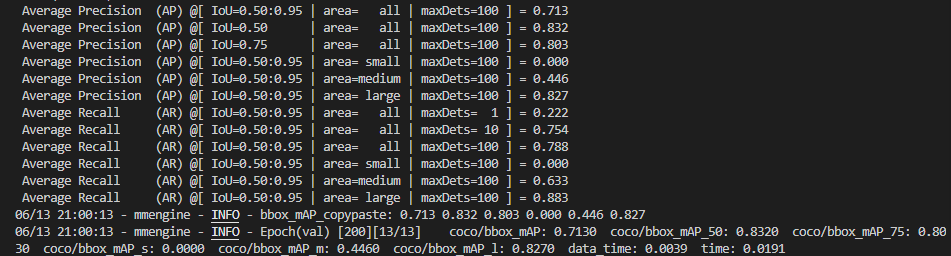 Average Precision  (AP) @[ IoU=0.50:0.95 | area=   all | maxDets=100 ] = 0.713
Average Precision  (AP) @[ IoU=0.50      | area=   all | maxDets=100 ] = 0.832
Average Precision  (AP) @[ IoU=0.75      | area=   all | maxDets=100 ] = 0.803
Average Precision  (AP) @[ IoU=0.50:0.95 | area= small | maxDets=100 ] = 0.000
Average Precision  (AP) @[ IoU=0.50:0.95 | area=medium | maxDets=100 ] = 0.446
Average Precision  (AP) @[ IoU=0.50:0.95 | area= large | maxDets=100 ] = 0.827
Average Recall     (AR) @[ IoU=0.50:0.95 | area=   all | maxDets=  1 ] = 0.222
Average Recall     (AR) @[ IoU=0.50:0.95 | area=   all | maxDets= 10 ] = 0.754
Average Recall     (AR) @[ IoU=0.50:0.95 | area=   all | maxDets=100 ] = 0.788
Average Recall     (AR) @[ IoU=0.50:0.95 | area= small | maxDets=100 ] = 0.000
Average Recall     (AR) @[ IoU=0.50:0.95 | area=medium | maxDets=100 ] = 0.633
Average Recall     (AR) @[ IoU=0.50:0.95 | area= large | maxDets=100 ] = 0.883
06/13 21:00:13 - mmengine - INFO - bbox_mAP_copypaste: 0.713 0.832 0.803 0.000 0.446 0.827
06/13 21:00:13 - mmengine - INFO - Epoch(val) [200][13/13]    coco/bbox_mAP: 0.7130  coco/bbox_mAP_50: 0.8320  coco/bbox_mAP_75: 0.80
30  coco/bbox_mAP_s: 0.0000  coco/bbox_mAP_m: 0.4460  coco/bbox_mAP_l: 0.8270  data_time: 0.0039  time: 0.0191